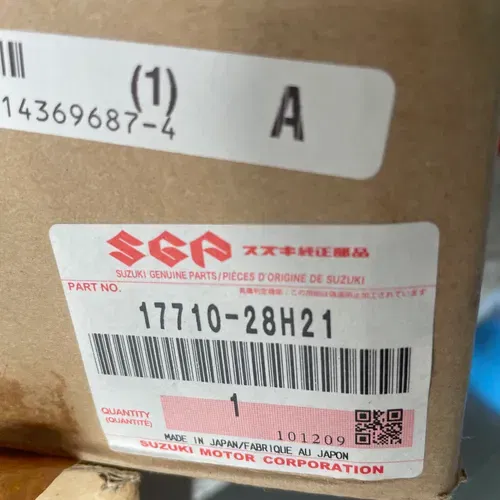 (1)
14369687-4
A
SGP スズキ純正部品
SUZUKI GENUINE PARTS/PIÈCES D'ORIGINE DE SUZUKI
PART NO.
17710-28H21
QUANTITY
(QUANTITÉ)
1
101209
MADE IN JAPAN/FABRIQUE AU JAPON
SUZUKI MOTOR CORPORATION